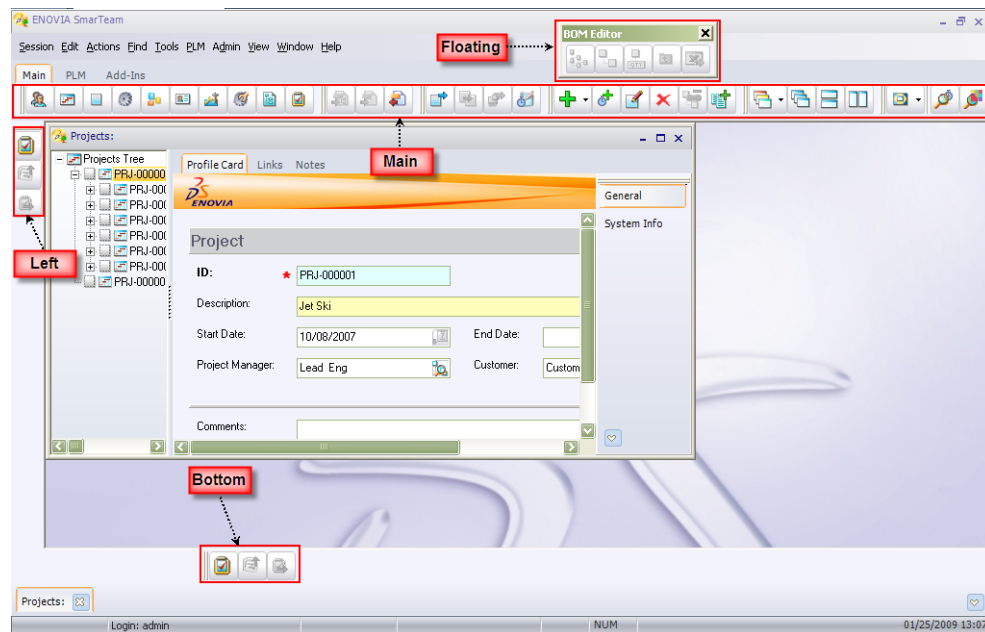 ENOVIA SmarTeam
Session Edit Actions Find Tools PLM Admin View Window Help
Floating
BOM Editor
QTY
Main PLM Add-Ins
Projects:
Main
Projects Tree
PRJ-00000
PRJ-000
PRJ-000
PRJ-000
PRJ-000
PRJ-000
PRJ-000
PRJ-00000
Left
Profile Card Links Notes
ENOVIA
General
System Info
Project
ID: * PRJ-000001
Description: Jet Ski
Start Date: 10/08/2007 End Date:
Project Manager: Lead Eng Customer: Custom
Comments:
Bottom
Projects:
Login: admin NUM 01/25/2009 13:07